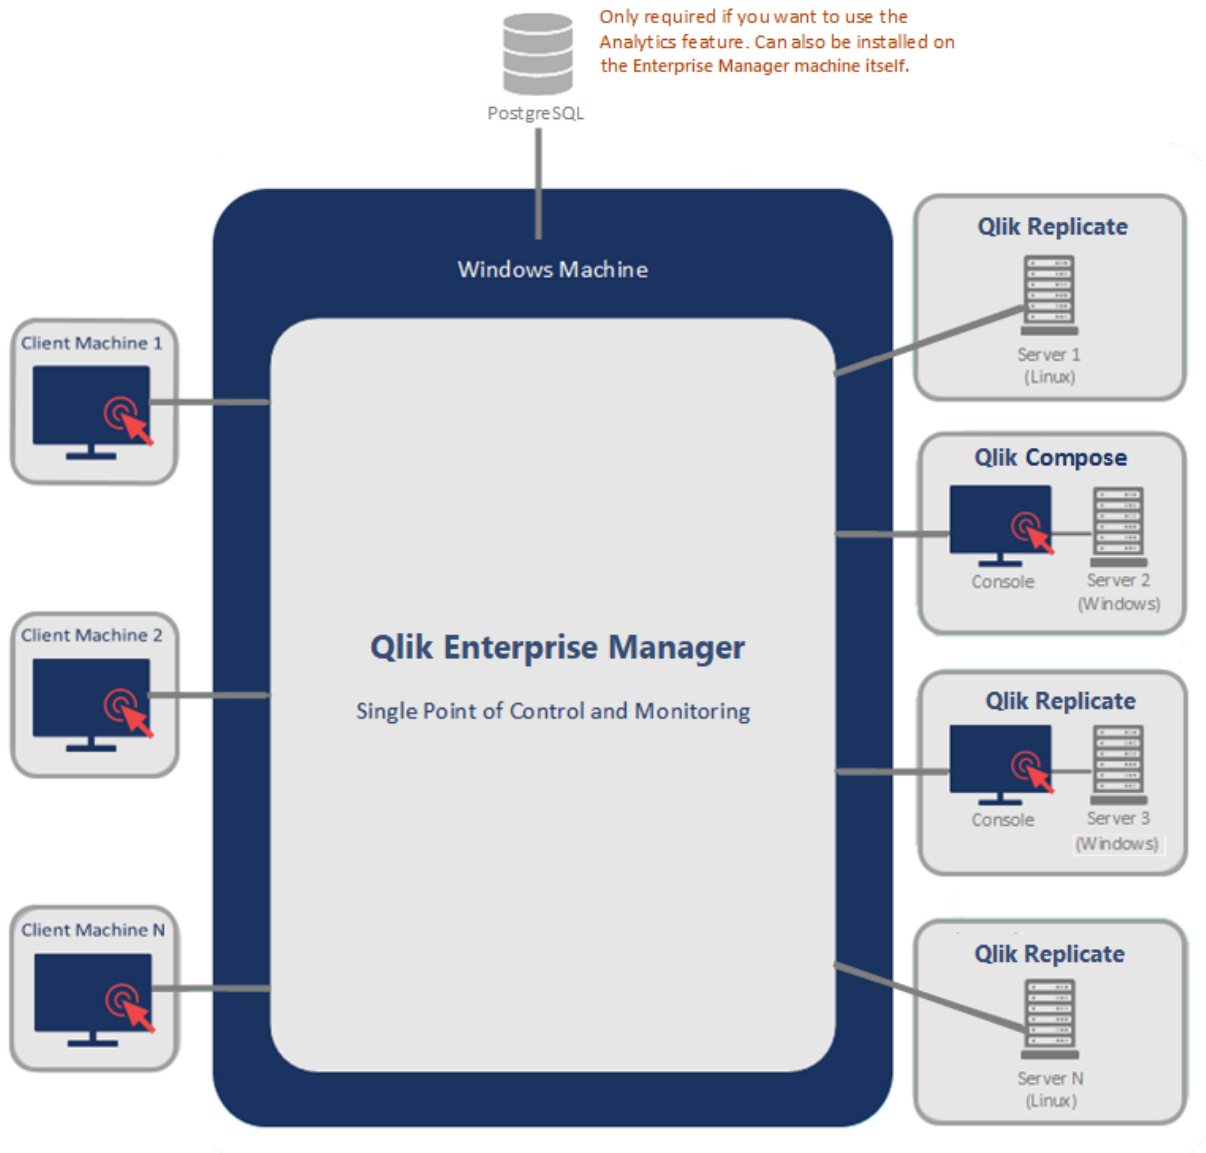 Only required if you want to use the
Analytics feature. Can also be installed on
the Enterprise Manager machine itself.
PostgreSQL
Windows Machine
Client Machine 1
Client Machine 2
Client Machine N
Qlik Enterprise Manager
Single Point of Control and Monitoring
Qlik Replicate
Server 1
(Linux)
Qlik Compose
Console
Server 2
(Windows)
Qlik Replicate
Console
Server 3
(Windows)
Qlik Replicate
Server N
(Linux)